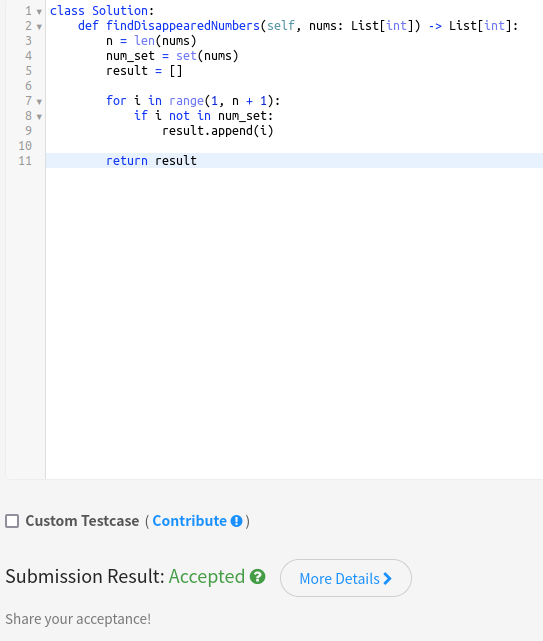 1 class Solution:
2     def findDisappearedNumbers(self, nums: List[int]) -> List[int]:
3         n = len(nums)
4         num_set = set(nums)
5         result = []
6
7         for i in range(1, n + 1):
8             if i not in num_set:
9                 result.append(i)
10
11         return result
Custom Testcase ( Contribute )
Submission Result: Accepted ? More Details
Share your acceptance!